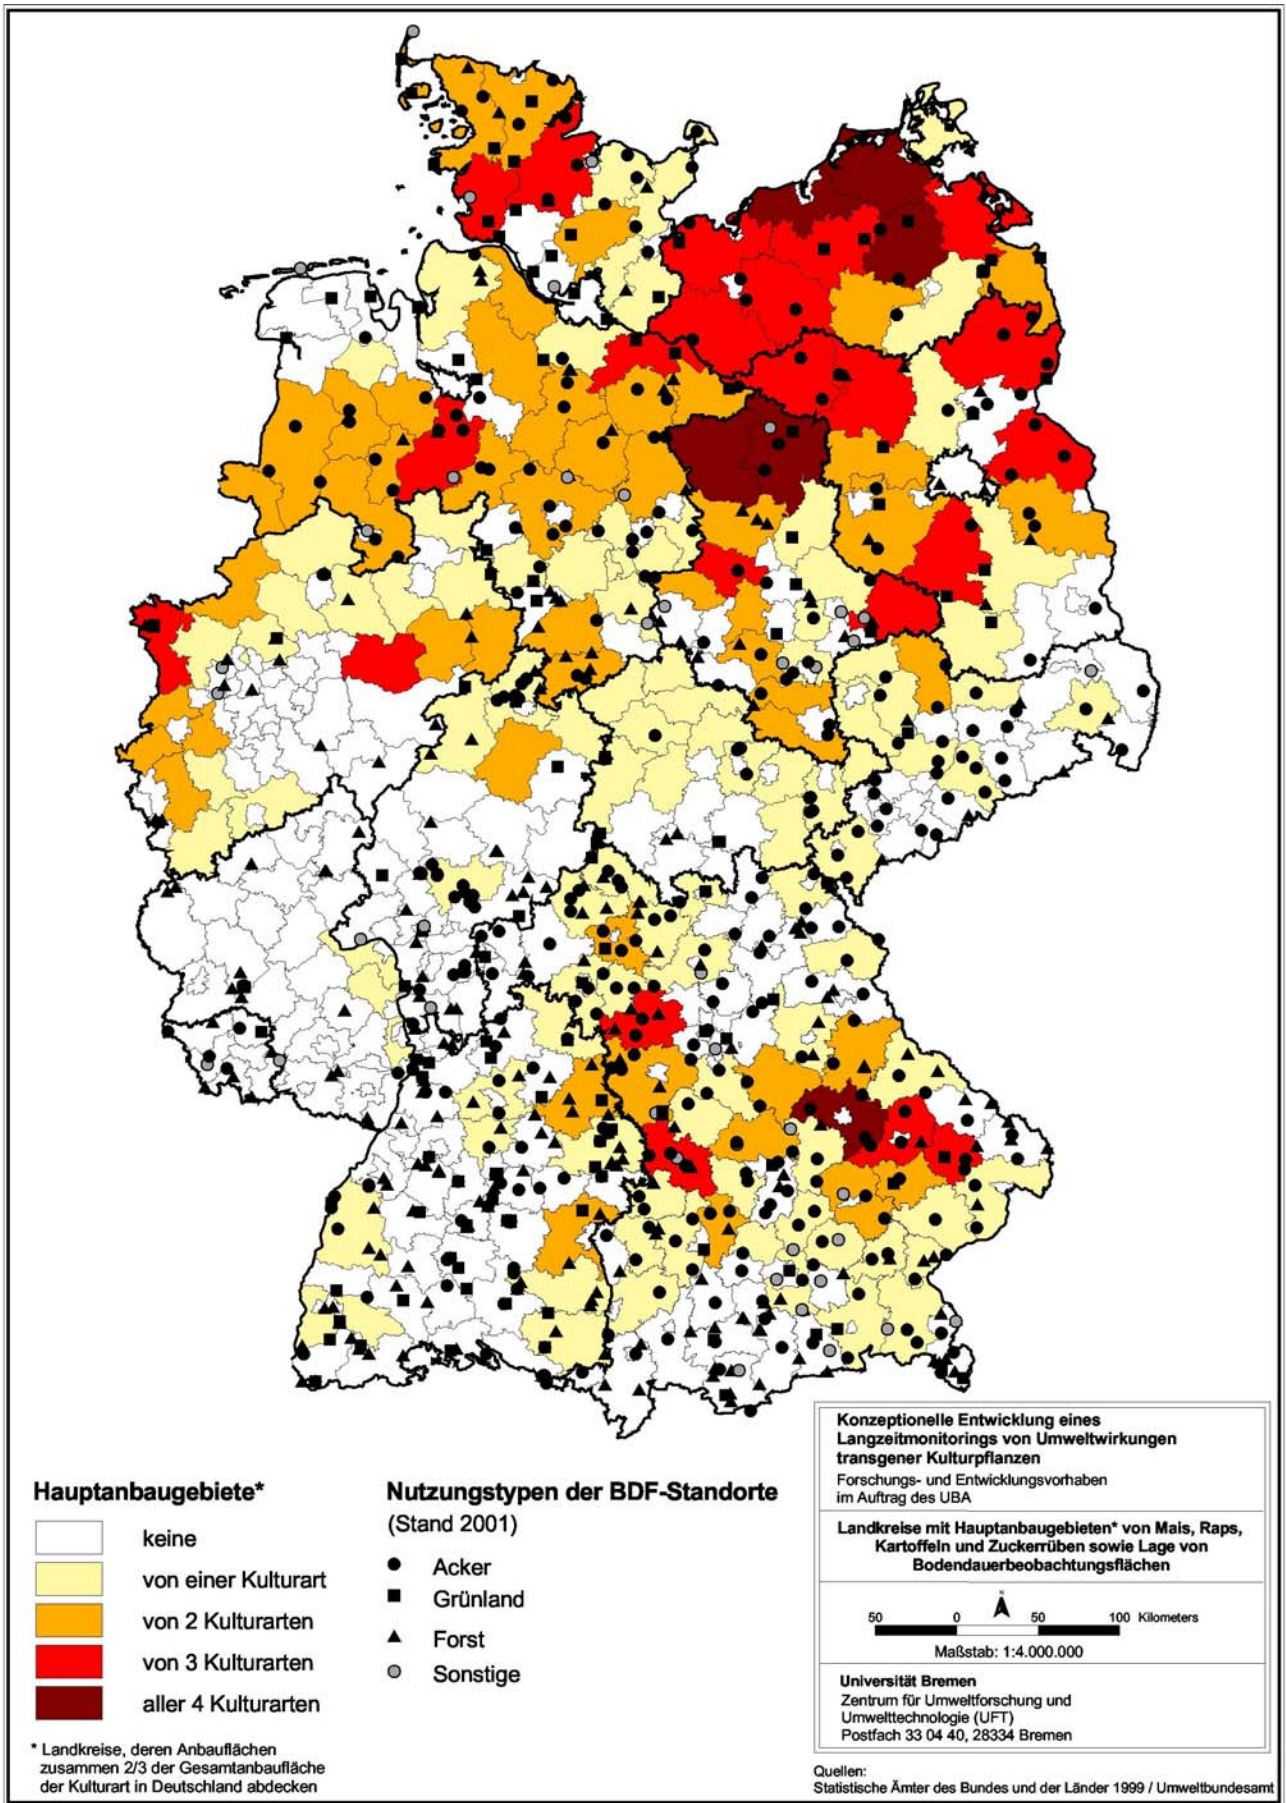 Hauptanbaugebiete*
keine
von einer Kulturart
von 2 Kulturarten
von 3 Kulturarten
aller 4 Kulturarten
* Landkreise, deren Anbauflächen
zusammen 2/3 der Gesamtanbaufläche
der Kulturart in Deutschland abdecken
Nutzungstypen der BDF-Standorte
(Stand 2001)
Acker
Grünland
Forst
Sonstige
Konzeptionelle Entwicklung eines
Langzeitmonitorings von Umweltwirkungen
transgener Kulturpflanzen
Forschungs- und Entwicklungsvorhaben
im Auftrag des UBA
Landkreise mit Hauptanbaugebieten* von Mais, Raps,
Kartoffeln und Zuckerrüben sowie Lage von
Bodendauerbeobachtungsflächen
N
50 0 50 100 Kilometers
Maßstab: 1:4.000.000
Universität Bremen
Zentrum für Umweltforschung und
Umwelttechnologie (UFT)
Postfach 33 04 40, 28334 Bremen
Quellen:
Statistische Ämter des Bundes und der Länder 1999 / Umweltbundesamt